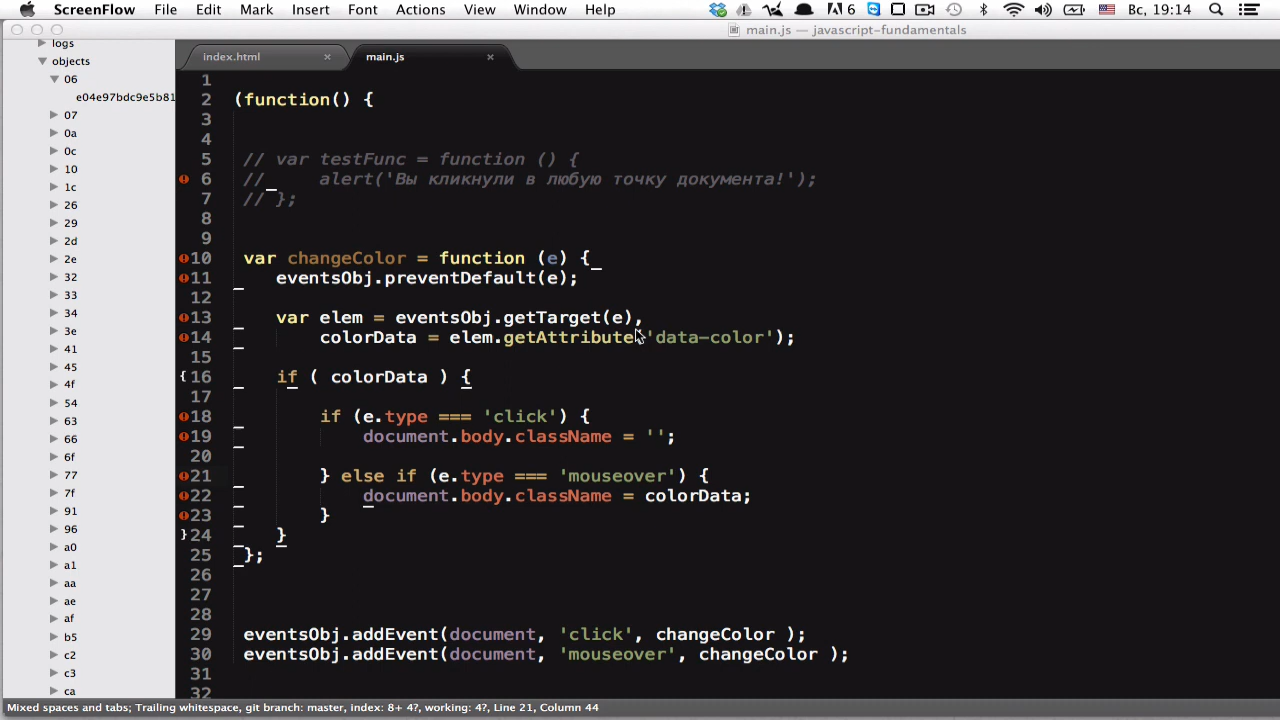 ScreenFlow File Edit Mark Insert Font Actions View Window Help 6 Вс, 19:14
main.js — javascript-fundamentals
logs
objects
06
e04e97bdc9e5b81
07
0a
0c
10
1c
26
29
2d
2e
32
33
34
3e
41
45
4f
54
63
66
6f
77
7f
91
96
a0
a1
aa
ae
af
b5
c2
c3
ca
index.html × main.js ×
1
2 (function() {
3
4
5 // var testFunc = function () {
6 // alert('Вы кликнули в любую точку документа!');
7 // };
8
9
10 var changeColor = function (e) {
11 eventsObj.preventDefault(e);
12
13 var elem = eventsObj.getTarget(e),
14 colorData = elem.getAttribute('data-color');
15
16 if ( colorData ) {
17
18 if (e.type === 'click') {
19 document.body.className = '';
20
21 } else if (e.type === 'mouseover') {
22 document.body.className = colorData;
23 }
24 }
25 };
26
27
28
29 eventsObj.addEvent(document, 'click', changeColor );
30 eventsObj.addEvent(document, 'mouseover', changeColor );
31
32
Mixed spaces and tabs; Trailing whitespace, git branch: master, index: 8+ 4?, working: 4?, Line 21, Column 44